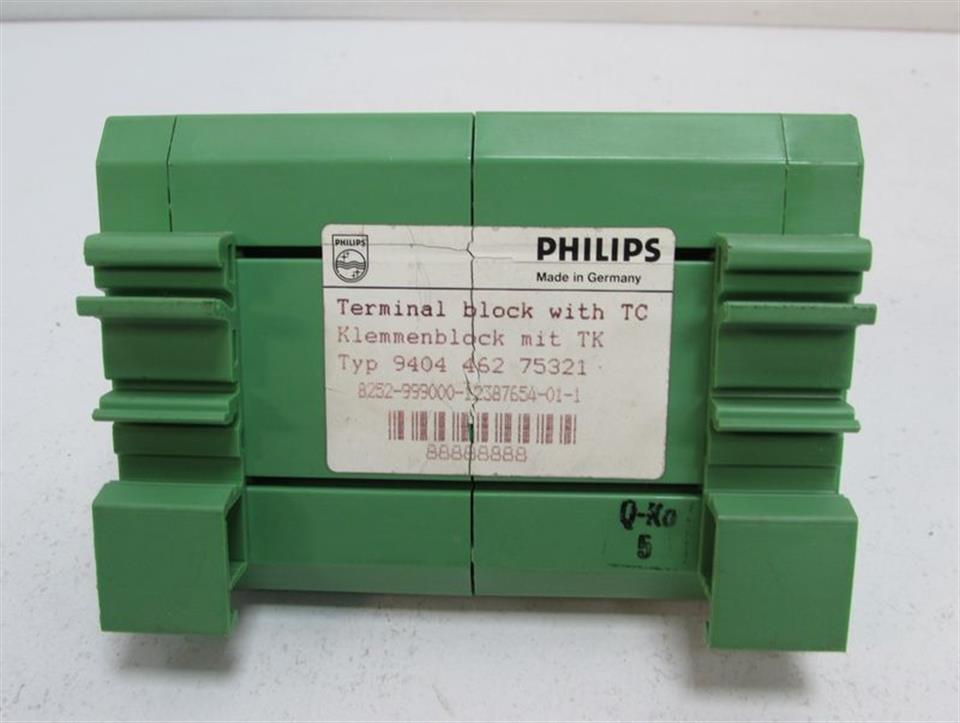 PHILIPS
PHILIPS
Made in Germany
Terminal block with TC
Klemmenblock mit TK
Typ 9404 462 75321
8252-999000-12387654-01-1
88888888
Q-Ko
5